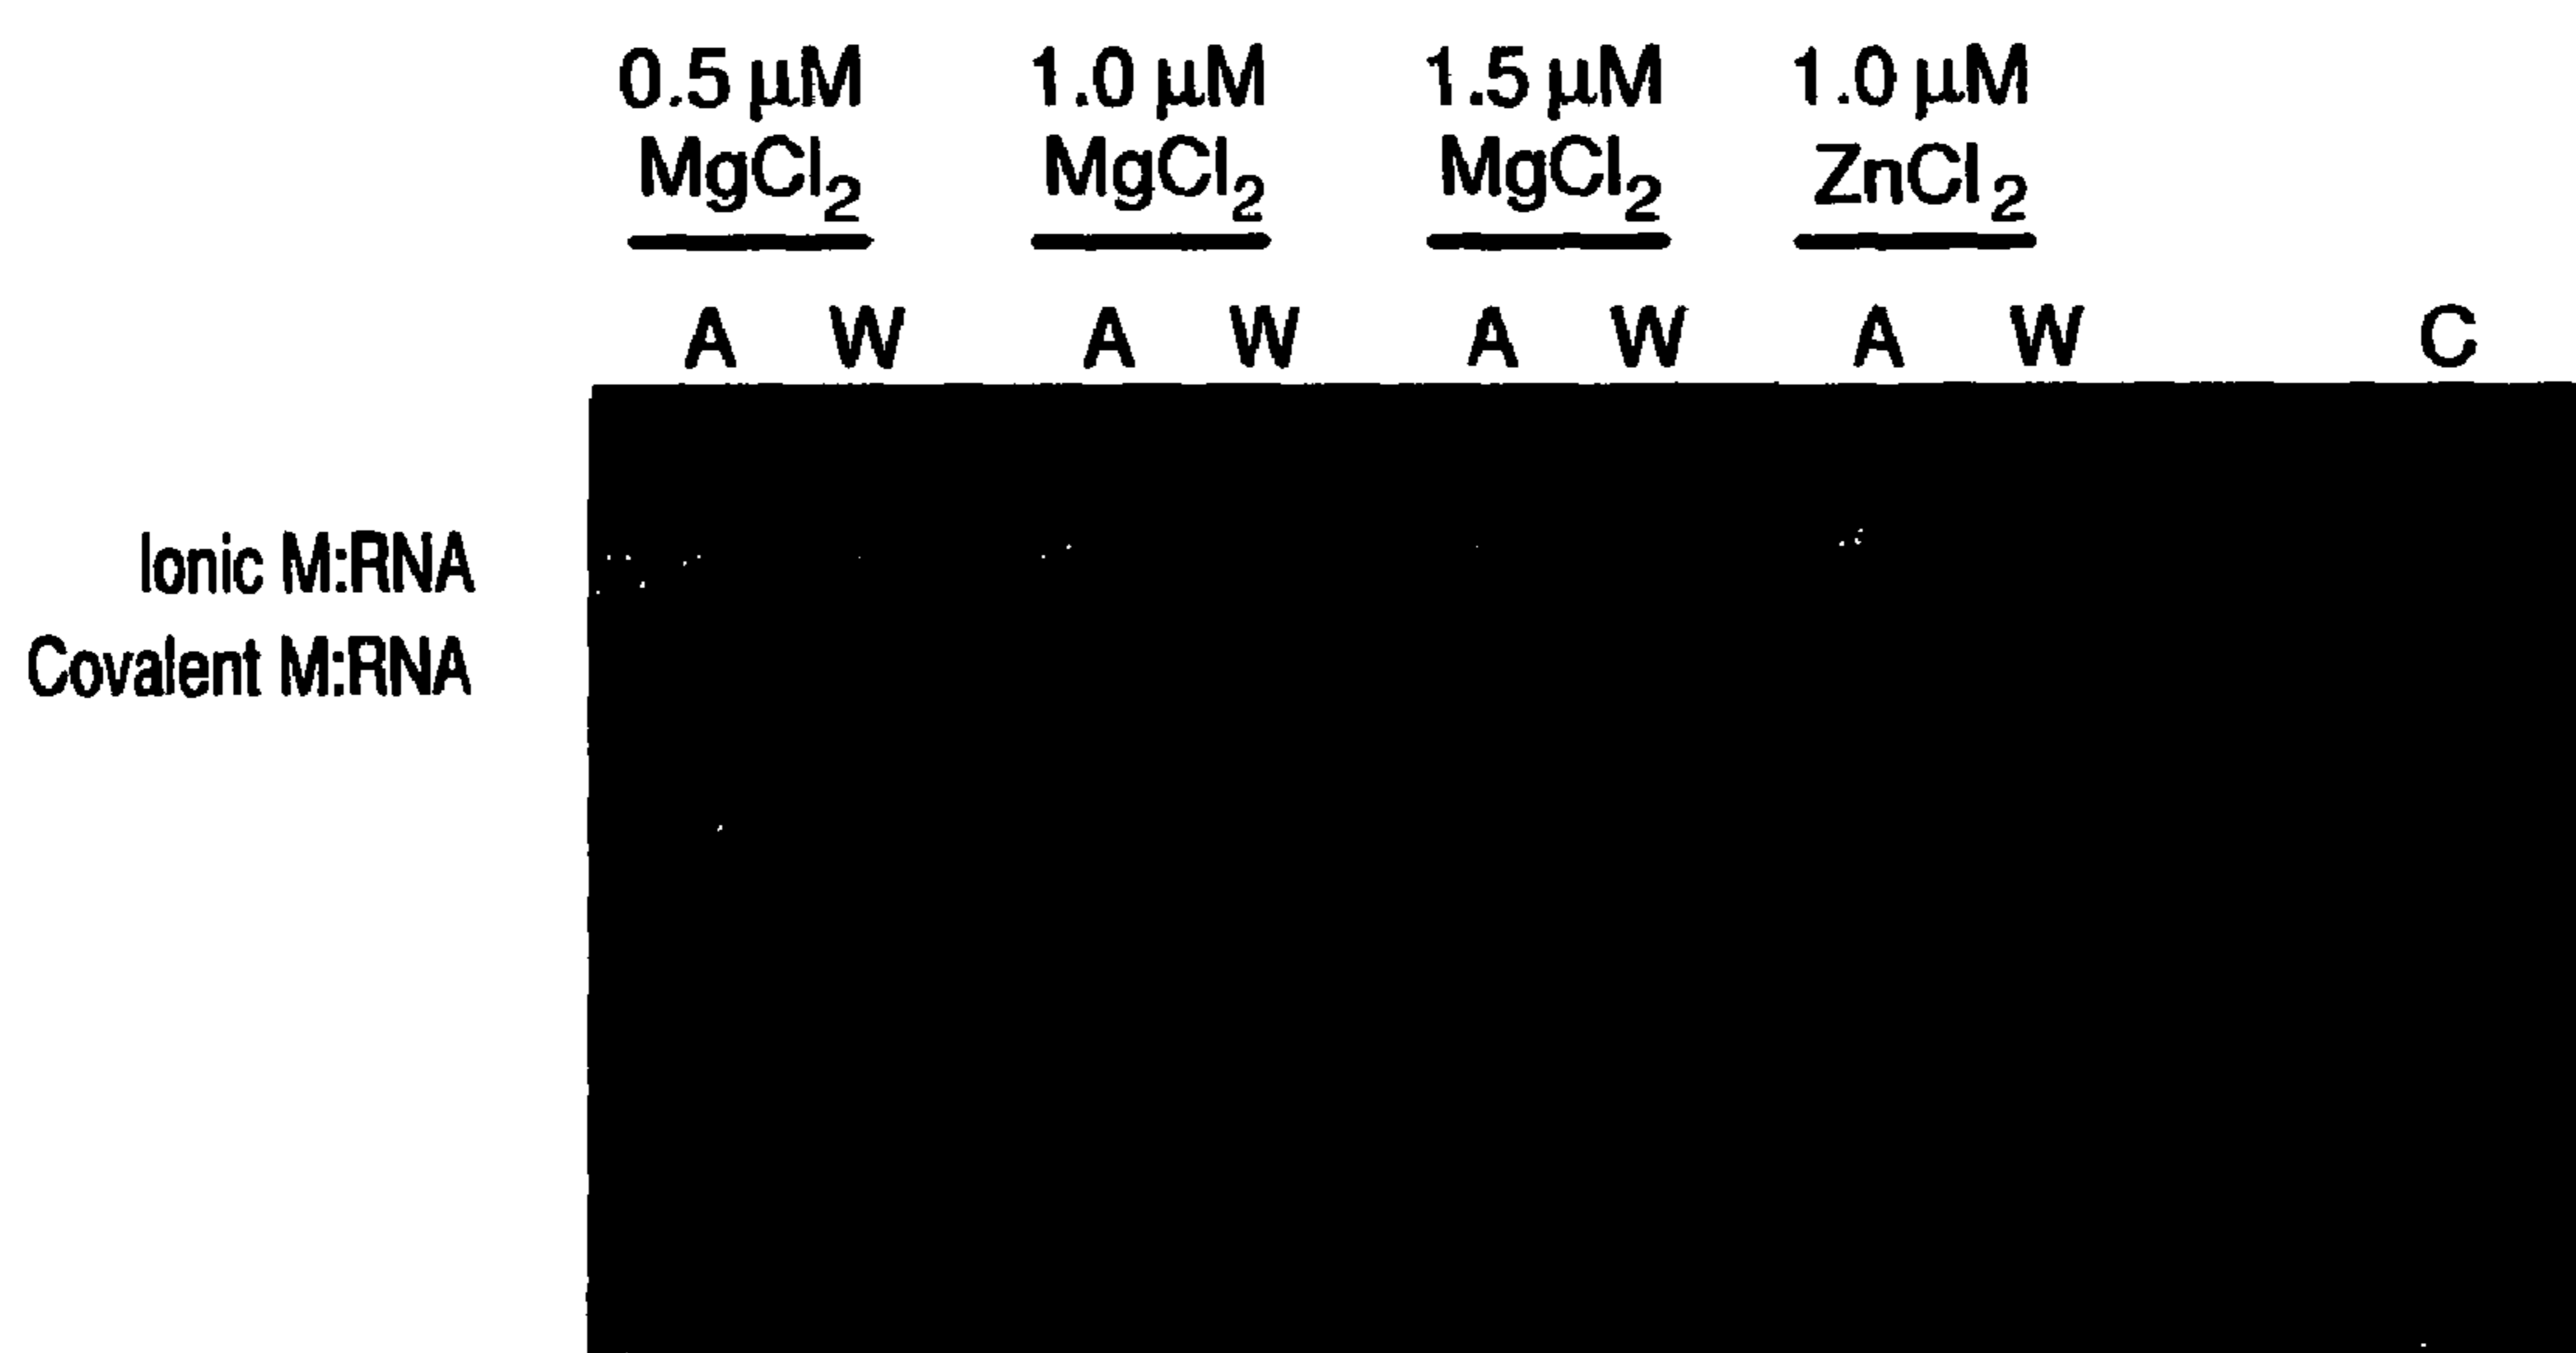 0.5 µM 1.0 µM 1.5 µM 1.0 µM
MgCl₂ MgCl₂ MgCl₂ ZnCl₂
A W A W A W A W C
Ionic M:RNA
Covalent M:RNA